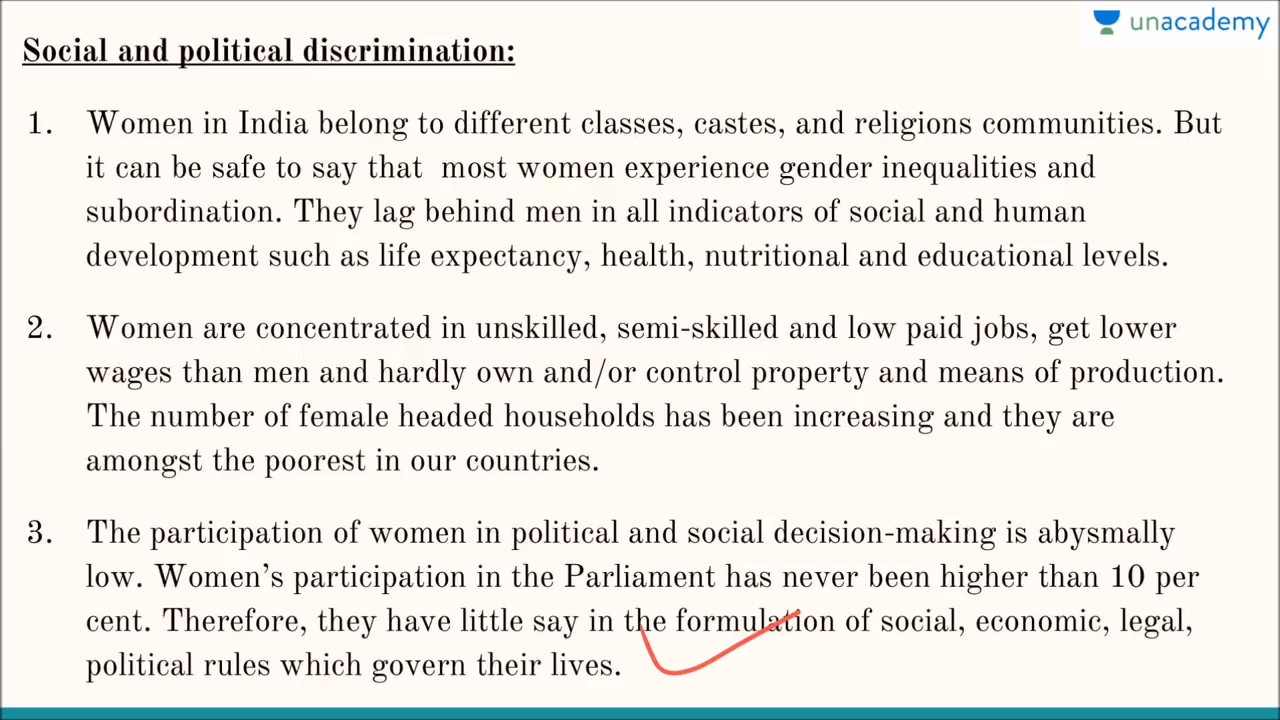 unacademy
Social and political discrimination:
1. Women in India belong to different classes, castes, and religions communities. But
it can be safe to say that most women experience gender inequalities and
subordination. They lag behind men in all indicators of social and human
development such as life expectancy, health, nutritional and educational levels.
2. Women are concentrated in unskilled, semi-skilled and low paid jobs, get lower
wages than men and hardly own and/or control property and means of production.
The number of female headed households has been increasing and they are
amongst the poorest in our countries.
3. The participation of women in political and social decision-making is abysmally
low. Women’s participation in the Parliament has never been higher than 10 per
cent. Therefore, they have little say in the formulation of social, economic, legal,
political rules which govern their lives.